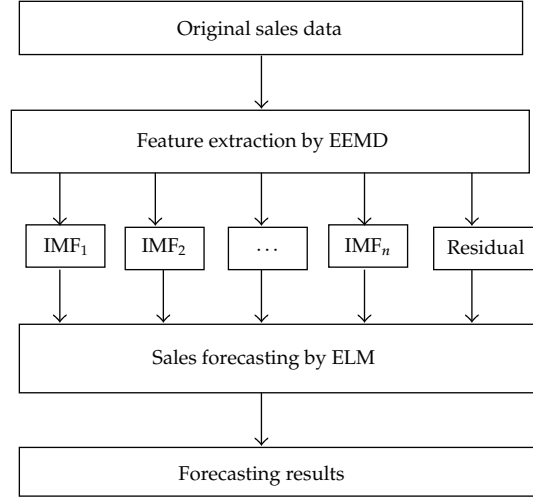 Original sales data
Feature extraction by EEMD
IMF₁ IMF₂ ... IMFₙ Residual
Sales forecasting by ELM
Forecasting results